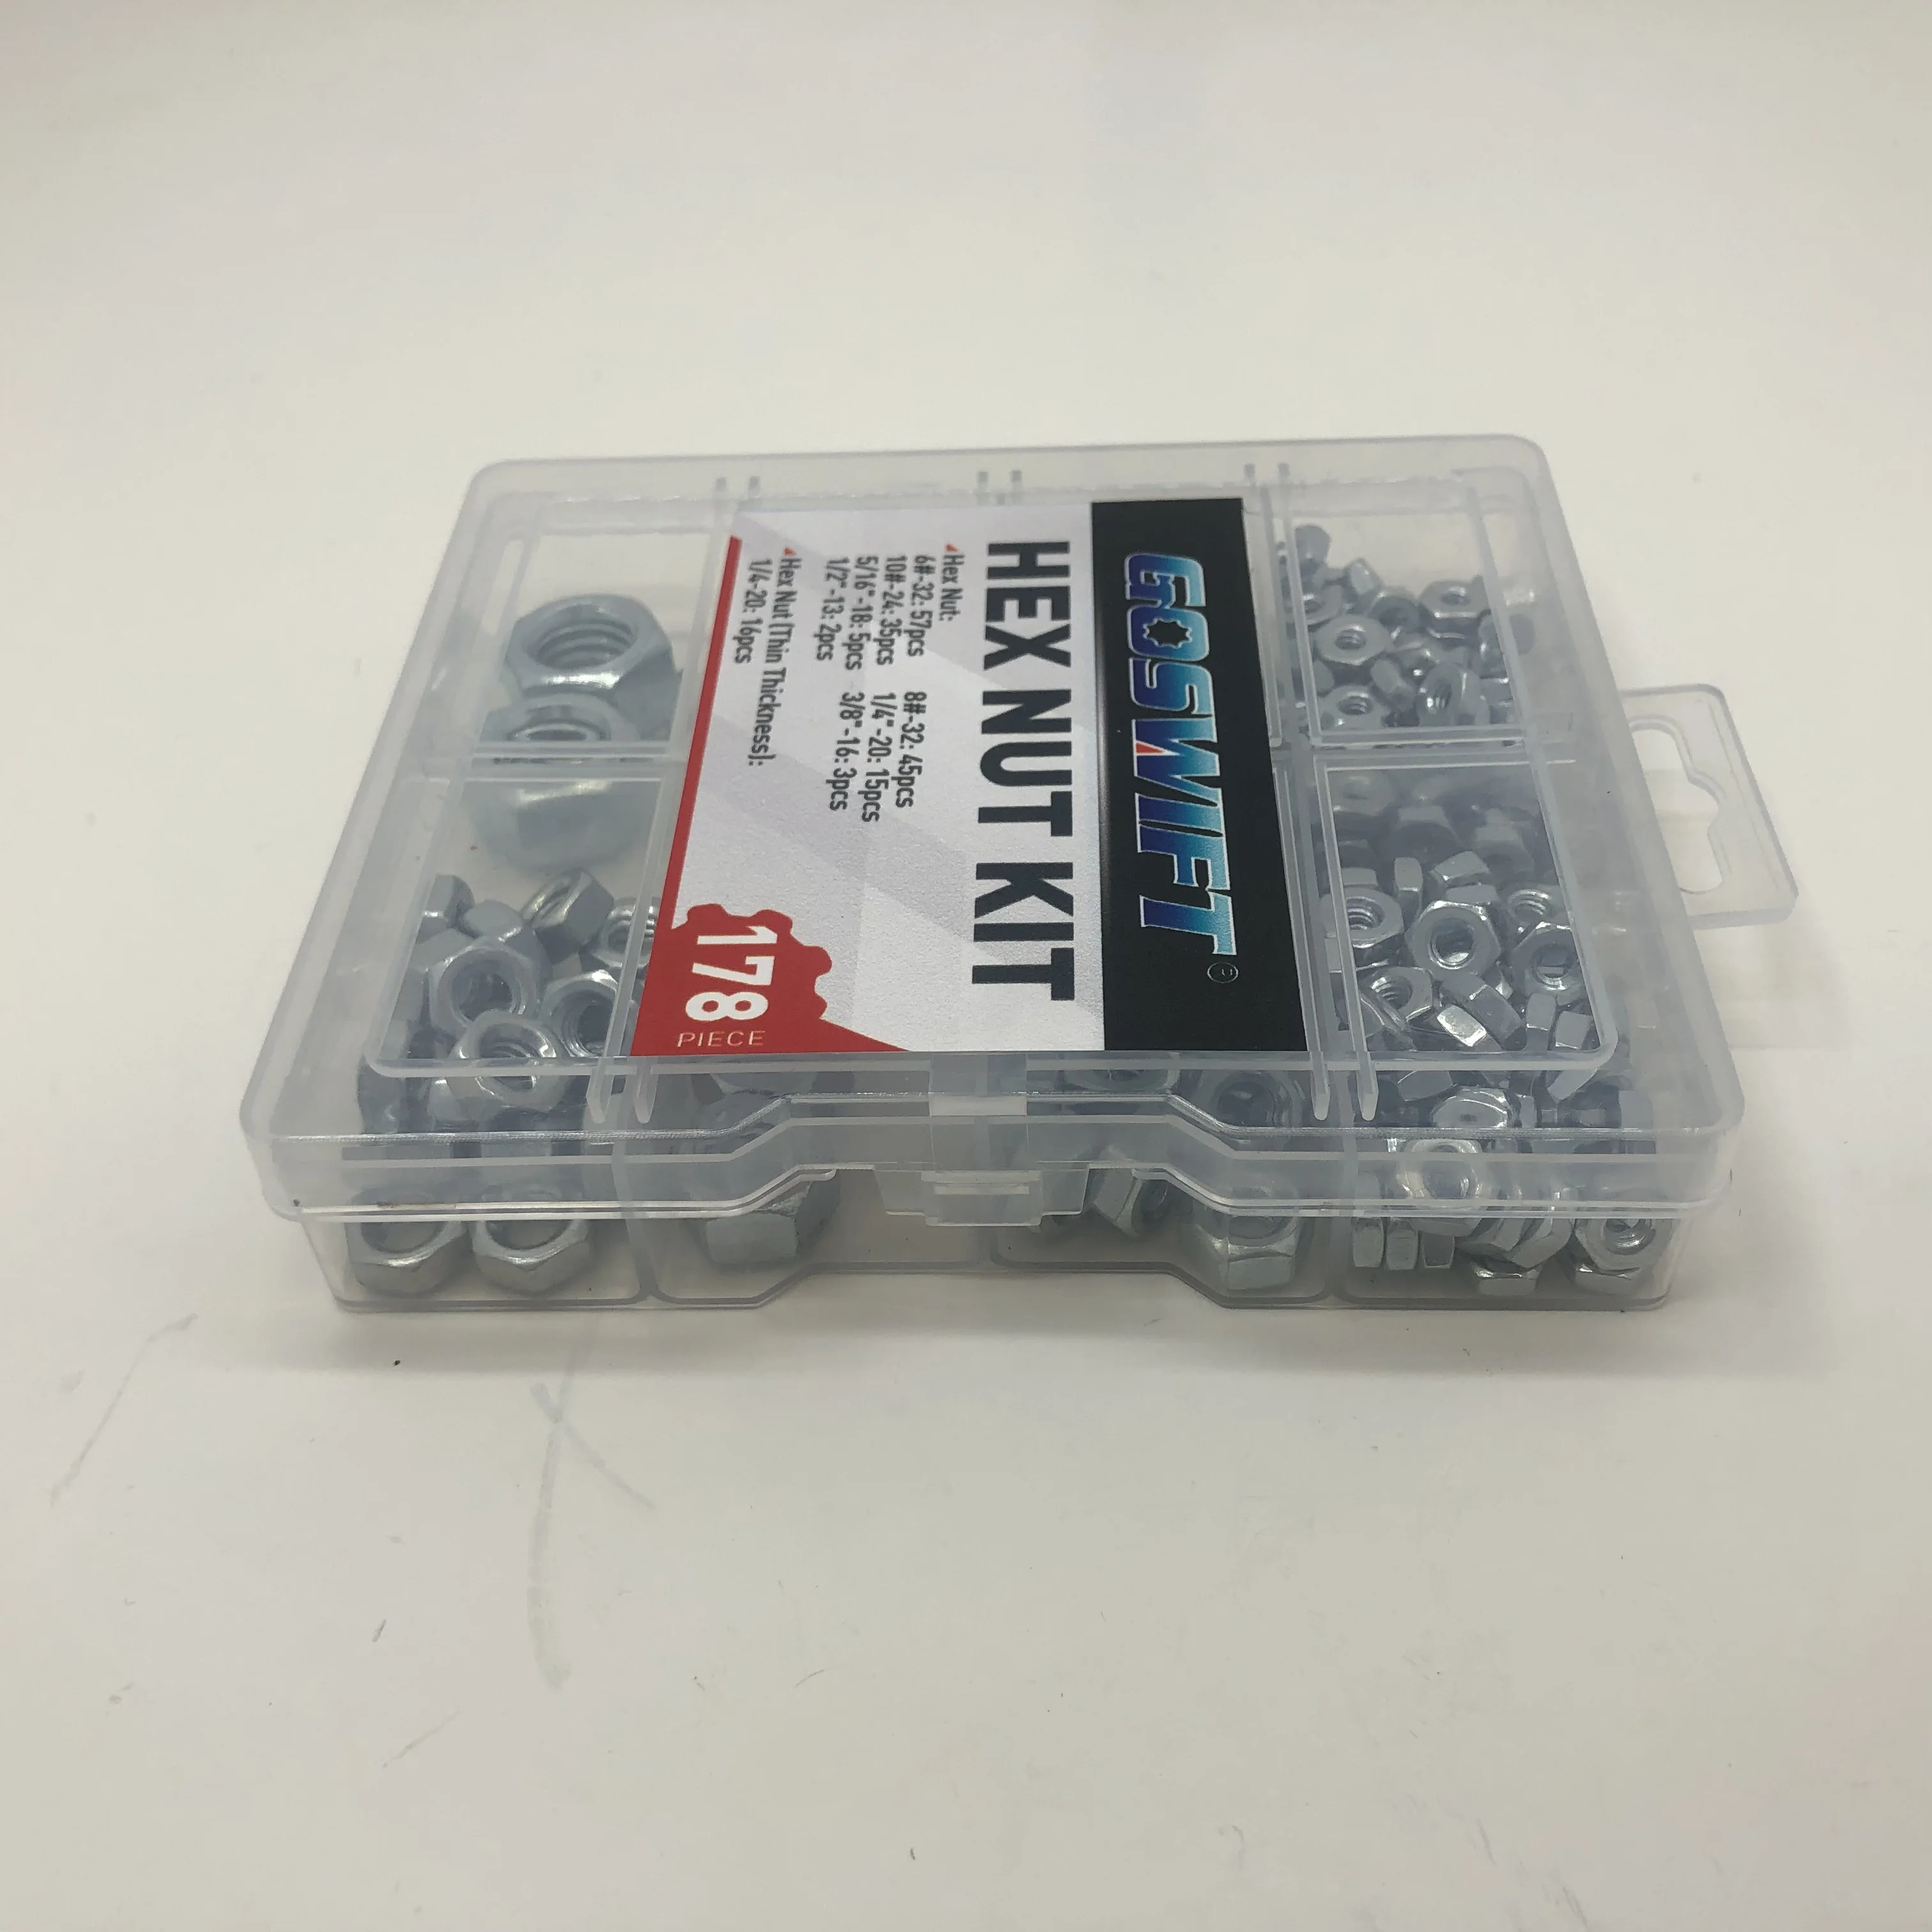 GOSWIFT®
HEX NUT KIT
Hex Nut:
6#-32: 57pcs 8#-32: 45pcs
10#-24: 35pcs 1/4"-20: 15pcs
5/16"-18: 5pcs 3/8"-16: 3pcs
1/2"-13: 2pcs
Hex Nut (Thin Thickness):
1/4-20: 16pcs
178
PIECE